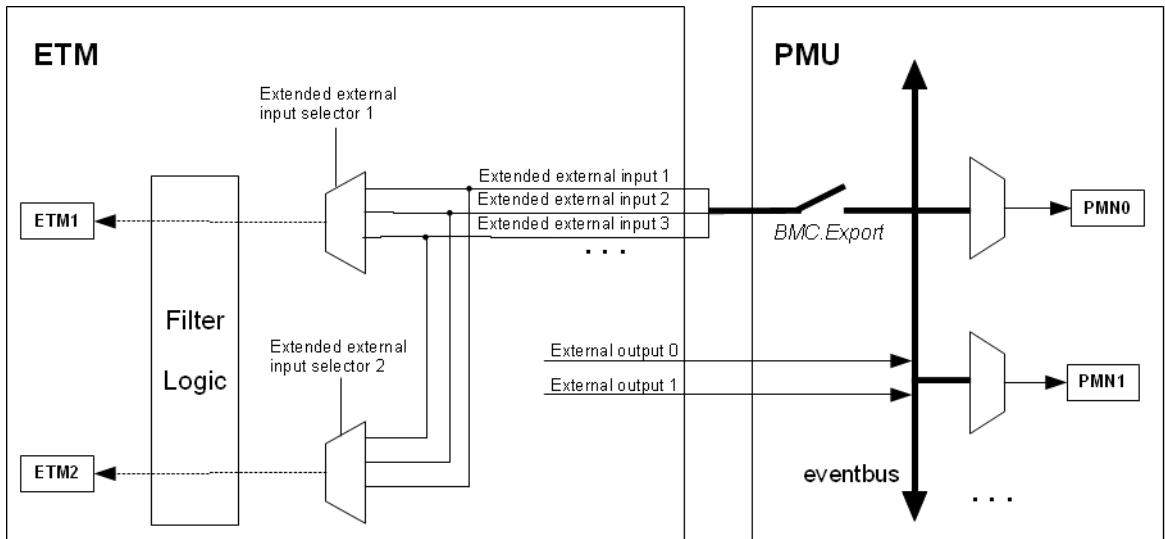 ETM
PMU
Extended external
input selector 1
Extended external input 1
Extended external input 2
Extended external input 3
. . .
BMC.Export
ETM1
PMN0
Filter
Logic
Extended external
input selector 2
External output 0
External output 1
PMN1
ETM2
eventbus
. . .